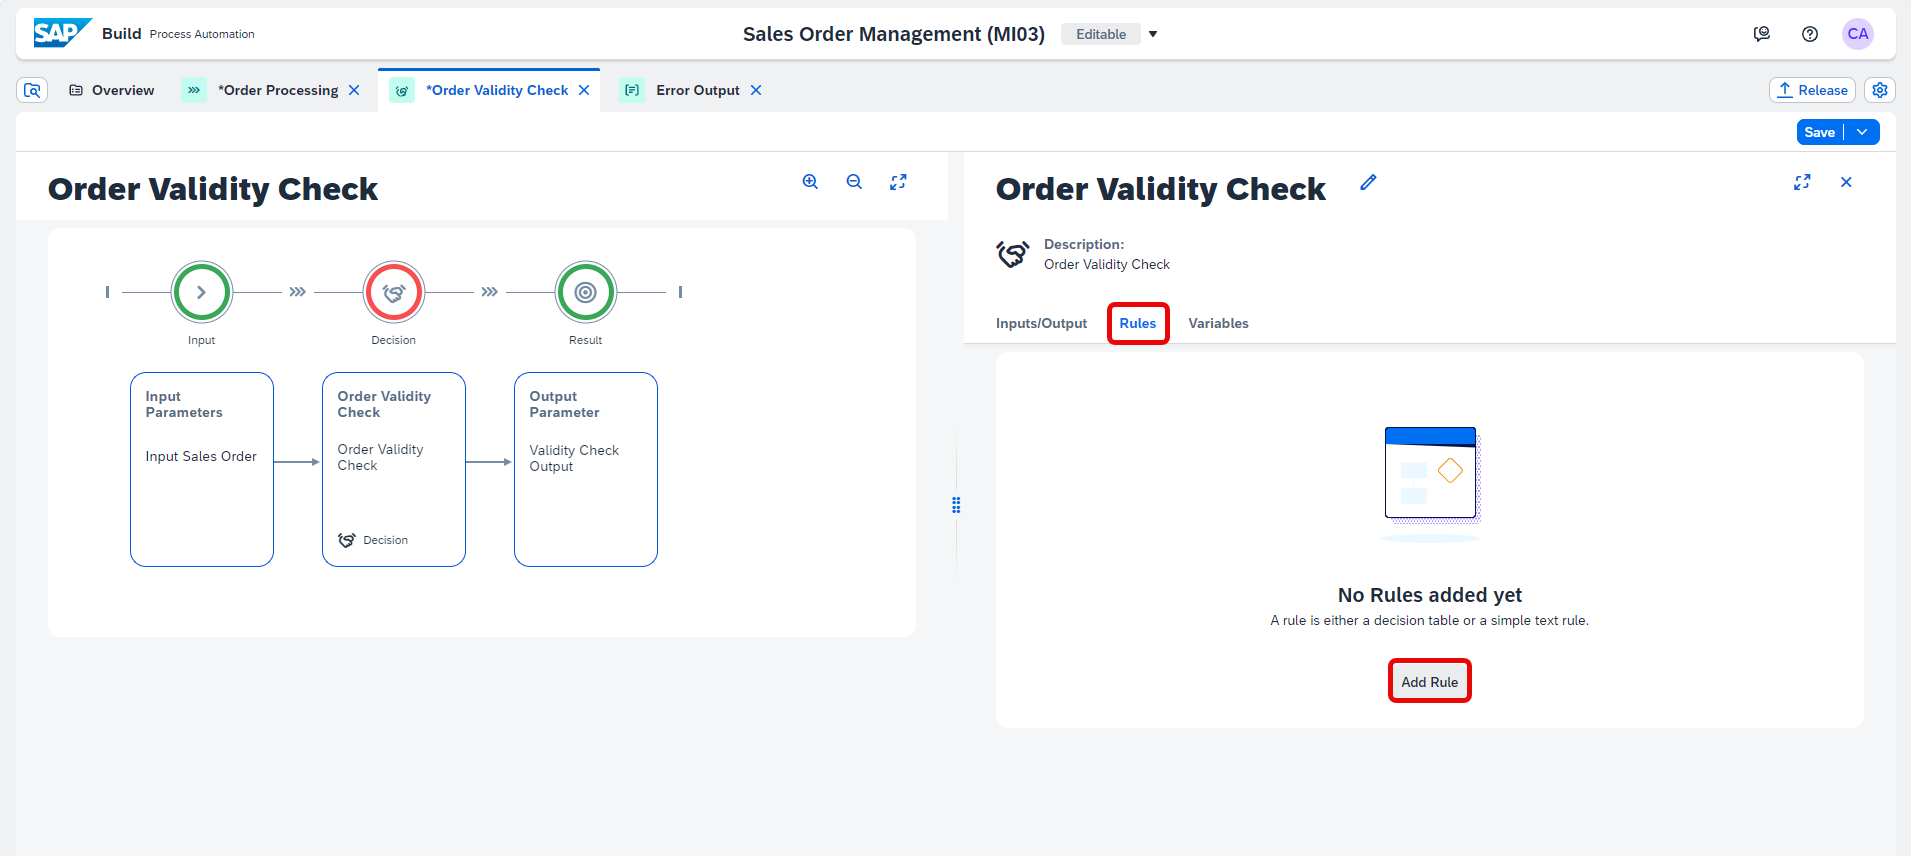 SAP Build Process Automation
Sales Order Management (MI03) Editable
CA
Overview
*Order Processing
*Order Validity Check
Error Output
Release
Save
Order Validity Check
Input
Decision
Result
Input
Parameters
Input Sales Order
Order Validity
Check
Order Validity
Check
Decision
Output
Parameter
Validity Check
Output
Order Validity Check
Description:
Order Validity Check
Inputs/Output
Rules
Variables
No Rules added yet
A rule is either a decision table or a simple text rule.
Add Rule